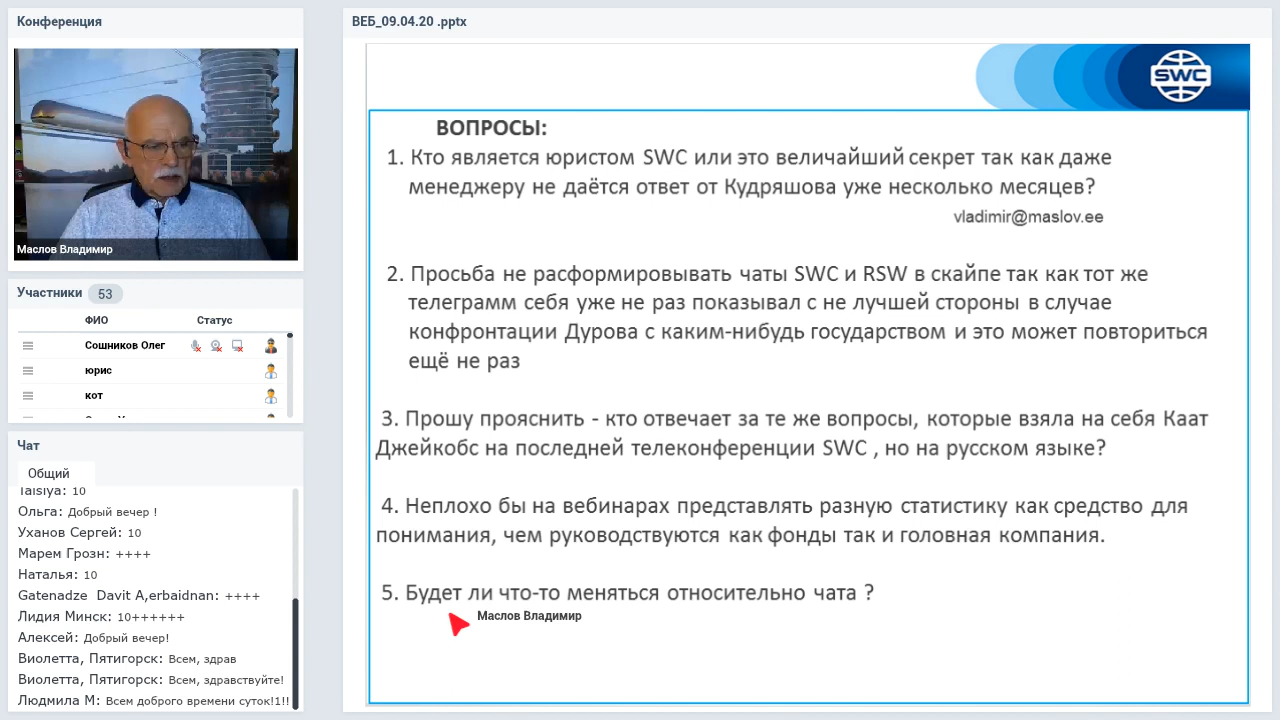 Конференция
Маслов Владимир
Участники 53
ФИО Статус
Сошников Олег
юрис
кот
Чат
Общий
Taisiya: 10
Ольга: Добрый вечер !
Уханов Сергей: 10
Марем Грозн: ++++
Наталья: 10
Gatenadze Davit A,erbaidnan: ++++
Лидия Минск: 10++++++
Алексей: Добрый вечер!
Виолетта, Пятигорск: Всем, здрав
Виолетта, Пятигорск: Всем, здравствуйте!
Людмила М: Всем доброго времени суток!1!!
ВЕБ_09.04.20 .pptx
SWC
ВОПРОСЫ:
1. Кто является юристом SWC или это величайший секрет так как даже
менеджеру не даётся ответ от Кудряшова уже несколько месяцев?
vladimir@maslov.ee
2. Просьба не расформировывать чаты SWC и RSW в скайпе так как тот же
телеграмм себя уже не раз показывал с не лучшей стороны в случае
конфронтации Дурова с каким-нибудь государством и это может повториться
ещё не раз
3. Прошу прояснить - кто отвечает за те же вопросы, которые взяла на себя Каат
Джейкобс на последней телеконференции SWC , но на русском языке?
4. Неплохо бы на вебинарах представлять разную статистику как средство для
понимания, чем руководствуются как фонды так и головная компания.
5. Будет ли что-то меняться относительно чата ?
Маслов Владимир